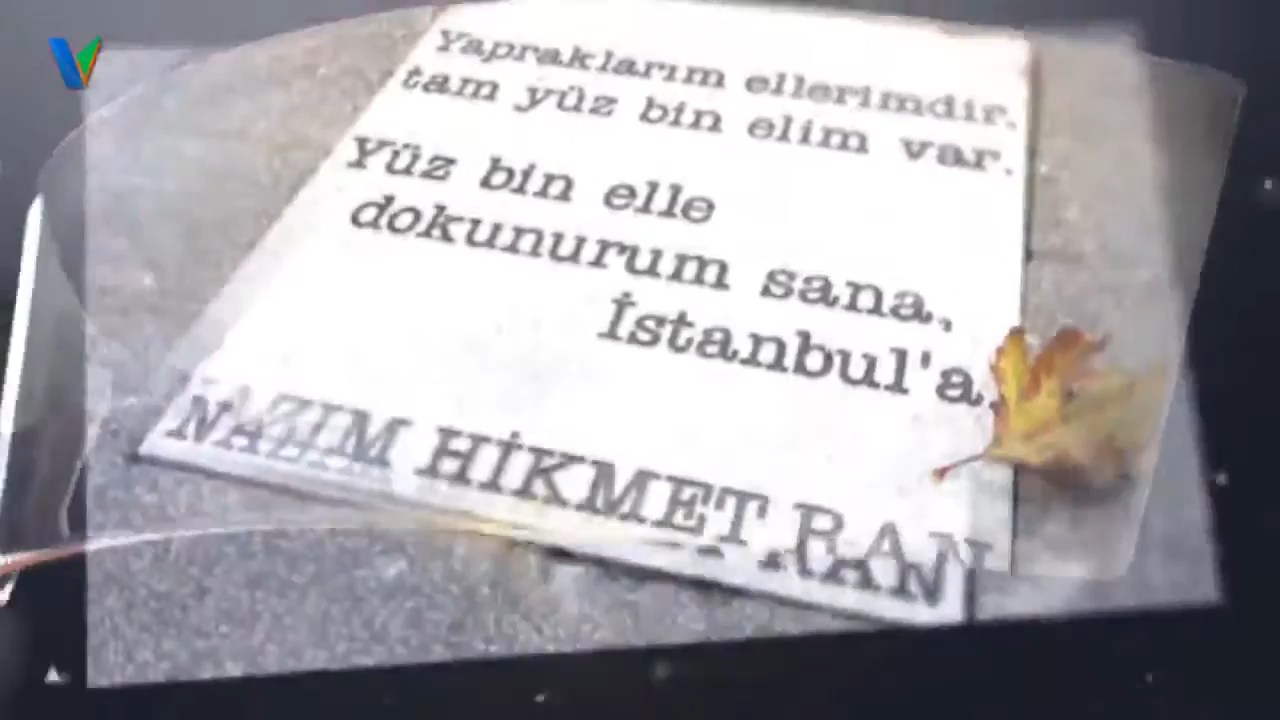 Yapraklarım ellerimdir.
tam yüz bin elim var.
Yüz bin elle
dokunurum sana,
İstanbul'a.
NAZIM HİKMET RAN